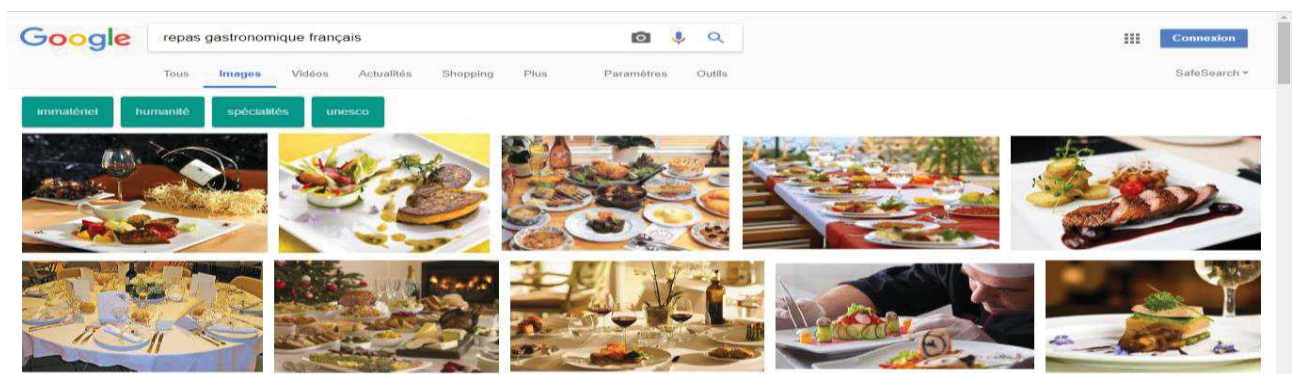 Google
repas gastronomique français
Connexion
Tous Images Vidéos Actualités Shopping Plus Paramètres Outils SafeSearch
immatériel humanité spécialités unesco